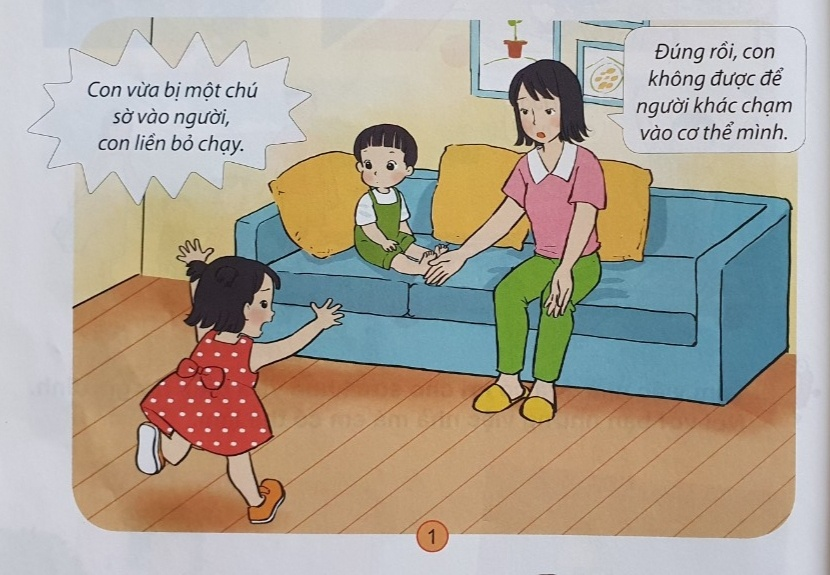 Con vừa bị một chú
sờ vào người,
con liền bỏ chạy.
Đúng rồi, con
không được để
người khác chạm
vào cơ thể mình.
1